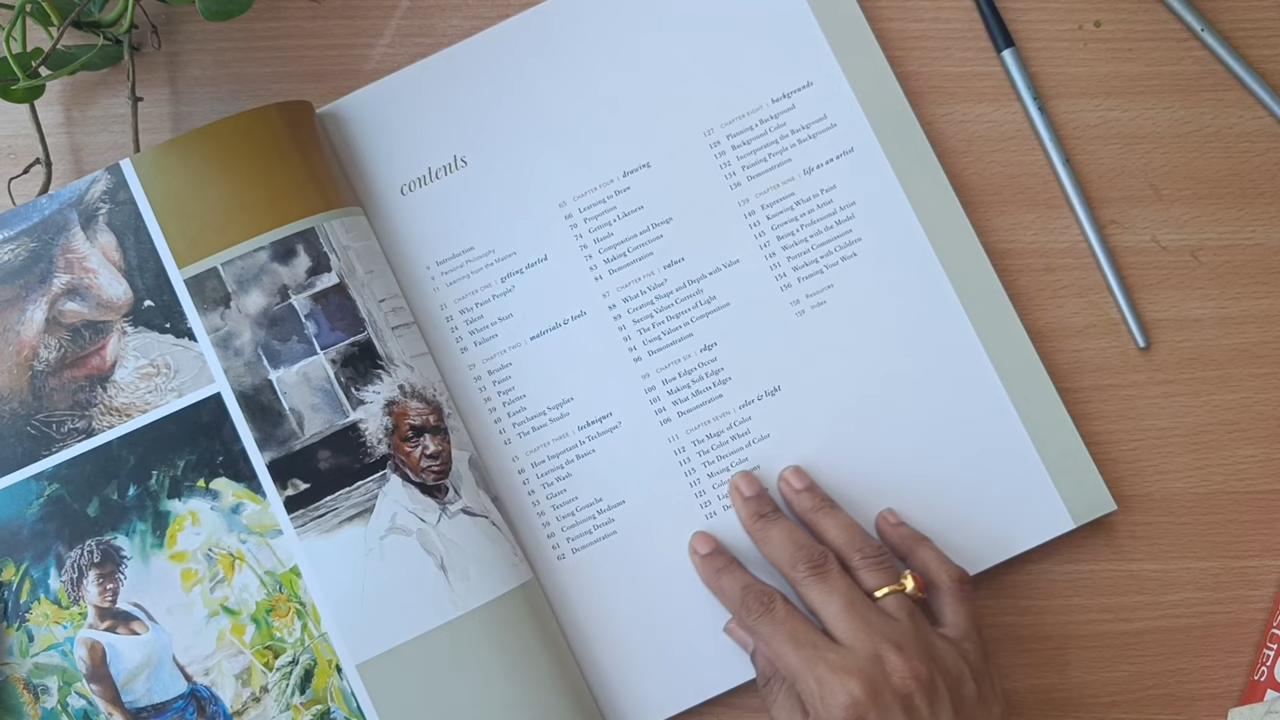 contents
9 Introduction
9 Personal Philosophy
11 Learning from the Masters
21 CHAPTER ONE | getting started
22 Why Paint People?
24 Talent
25 Where to Start
26 Failures
29 CHAPTER TWO | materials & tools
30 Brushes
33 Paints
36 Paper
39 Palettes
40 Easels
41 Purchasing Supplies
42 The Basic Studio
45 CHAPTER THREE | techniques
46 How Important Is Technique?
47 Learning the Basics
48 The Wash
53 Glazes
56 Textures
59 Using Gouache
60 Combining Mediums
61 Painting Details
62 Demonstration
65 CHAPTER FOUR | drawing
66 Learning to Draw
70 Proportion
74 Getting a Likeness
76 Hands
78 Composition and Design
83 Making Corrections
84 Demonstration
87 CHAPTER FIVE | values
88 What Is Value?
89 Creating Shape and Depth with Value
91 Seeing Values Correctly
91 The Five Degrees of Light
94 Using Values in Composition
96 Demonstration
99 CHAPTER SIX | edges
100 How Edges Occur
101 Making Soft Edges
104 What Affects Edges
106 Demonstration
111 CHAPTER SEVEN | color & light
112 The Magic of Color
113 The Color Wheel
115 The Decision of Color
117 Mixing Color
121
123
124
127 CHAPTER EIGHT | backgrounds
128 Planning a Background
130 Background Color
132 Incorporating the Background
134 Painting People in Backgrounds
136 Demonstration
139 CHAPTER NINE | life as an artist
140 Expression
143 Knowing What to Paint
145 Growing as an Artist
147 Being a Professional Artist
148 Working with the Model
151 Portrait Commissions
154 Working with Children
156 Framing Your Work
158 Resources
159 Index